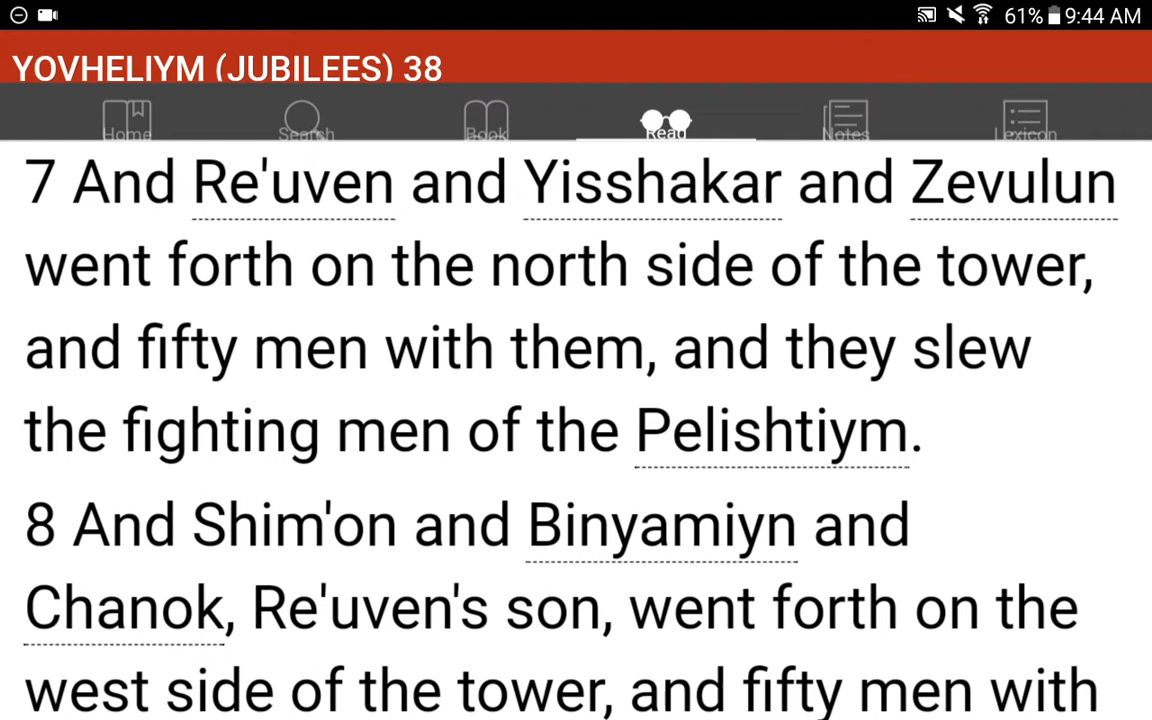 61% 9:44 AM
YOVHELIYM (JUBILEES) 38
Home Search Book Read Notes Lexicon
7 And Re'uven and Yisshakar and Zevulun
went forth on the north side of the tower,
and fifty men with them, and they slew
the fighting men of the Pelishtiym.
8 And Shim'on and Binyamiyn and
Chanok, Re'uven's son, went forth on the
west side of the tower, and fifty men with